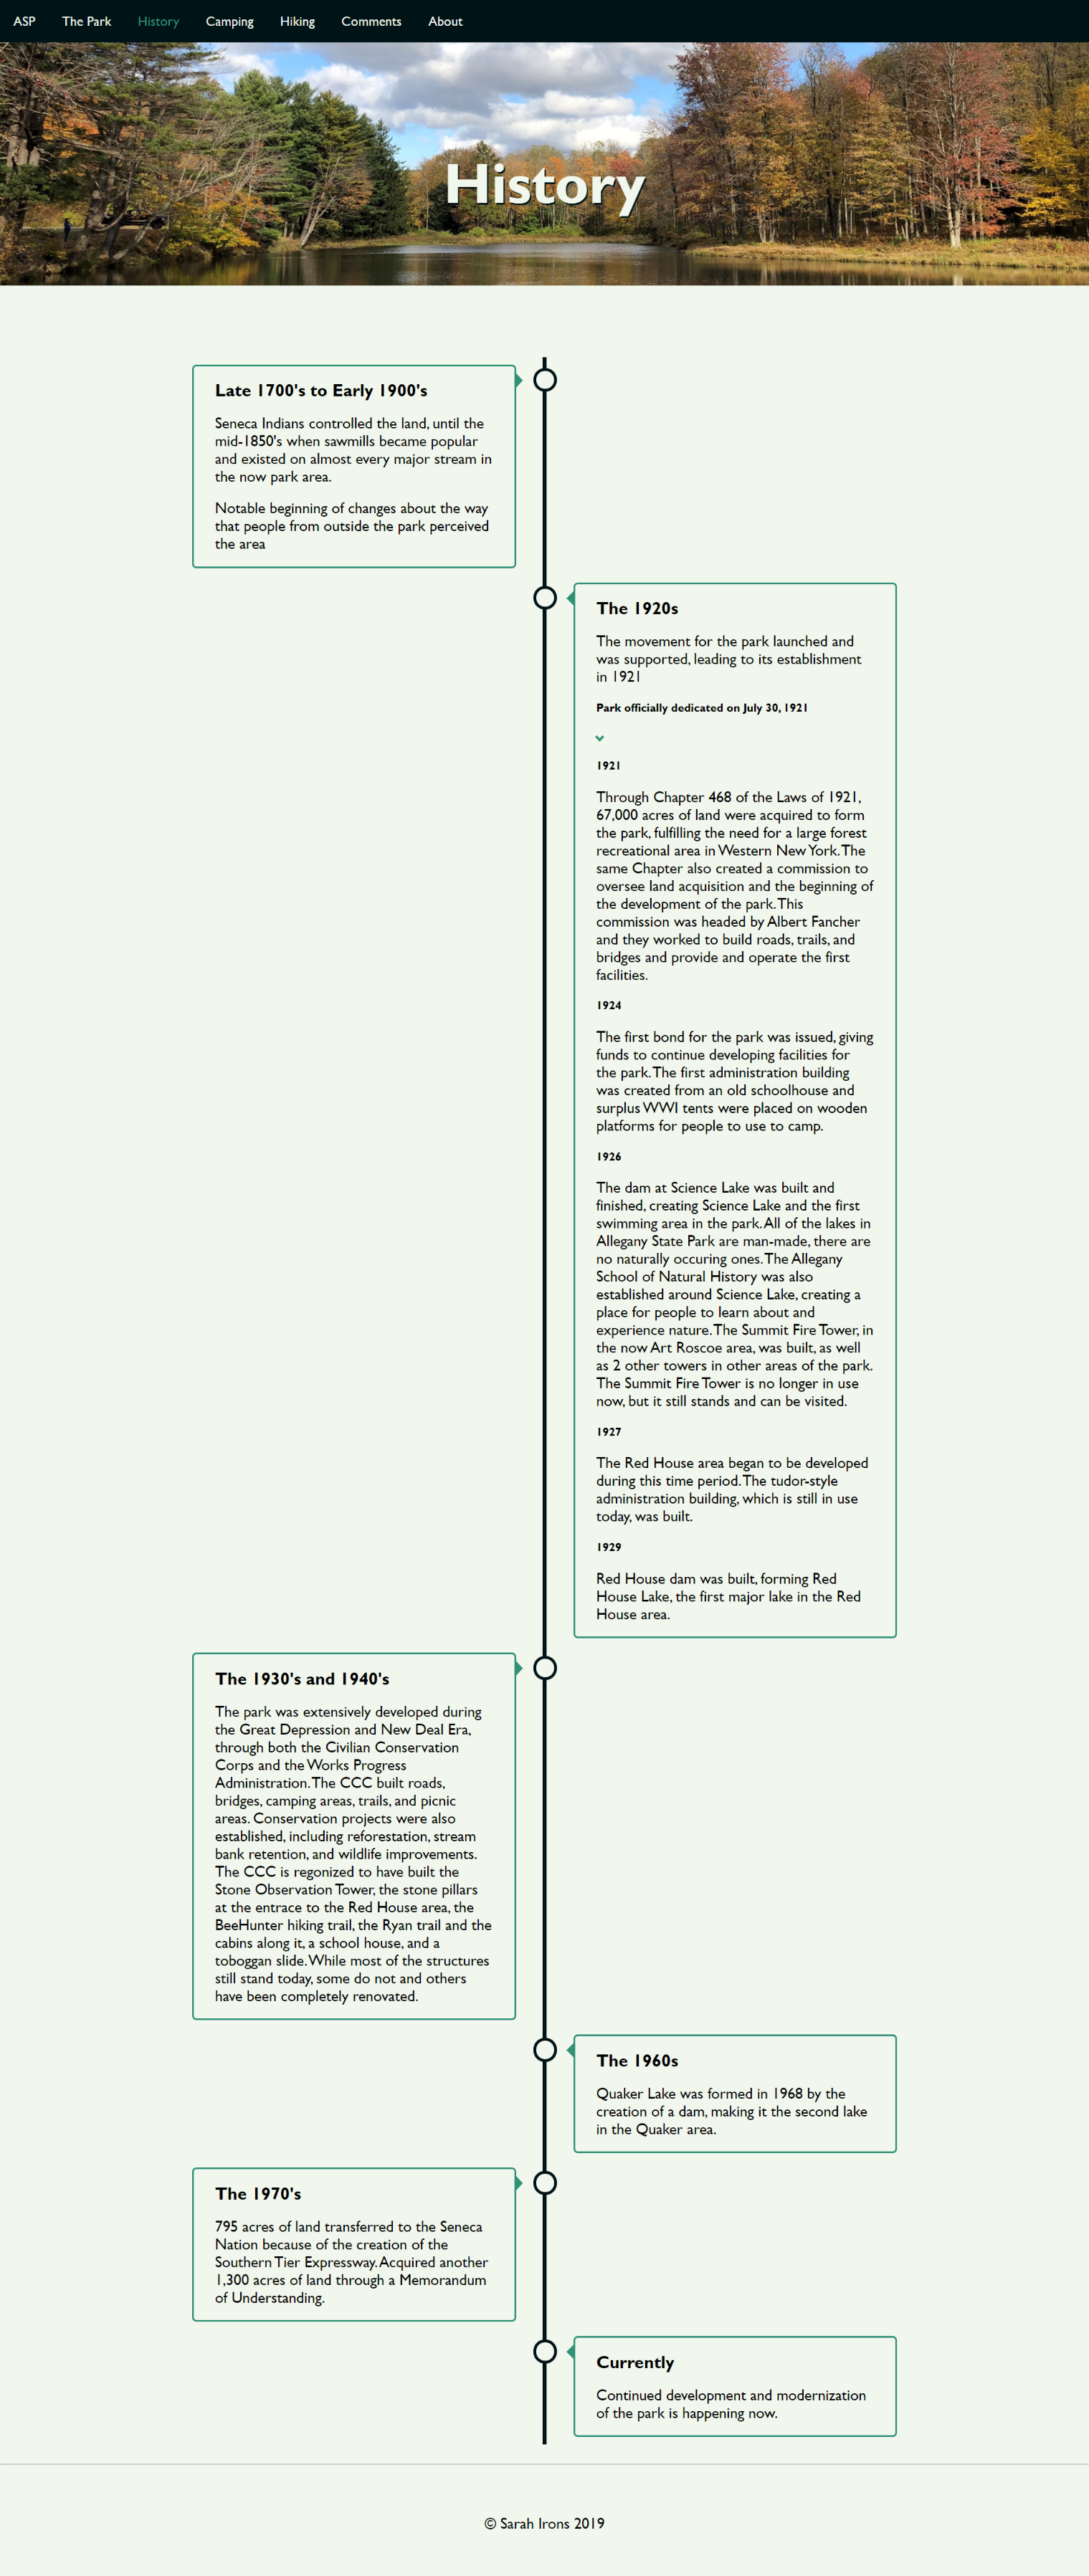 ASP The Park History Camping Hiking Comments About
History
Late 1700's to Early 1900's
Seneca Indians controlled the land, until the
mid-1850's when sawmills became popular
and existed on almost every major stream in
the now park area.
Notable beginning of changes about the way
that people from outside the park perceived
the area
The 1920s
The movement for the park launched and
was supported, leading to its establishment
in 1921
Park officially dedicated on July 30, 1921
1921
Through Chapter 468 of the Laws of 1921,
67,000 acres of land were acquired to form
the park, fulfilling the need for a large forest
recreational area in Western New York. The
same Chapter also created a commission to
oversee land acquisition and the beginning of
the development of the park. This
commission was headed by Albert Fancher
and they worked to build roads, trails, and
bridges and provide and operate the first
facilities.
1924
The first bond for the park was issued, giving
funds to continue developing facilities for
the park. The first administration building
was created from an old schoolhouse and
surplus WWI tents were placed on wooden
platforms for people to use to camp.
1926
The dam at Science Lake was built and
finished, creating Science Lake and the first
swimming area in the park. All of the lakes in
Allegany State Park are man-made, there are
no naturally occuring ones. The Allegany
School of Natural History was also
established around Science Lake, creating a
place for people to learn about and
experience nature. The Summit Fire Tower, in
the now Art Roscoe area, was built, as well
as 2 other towers in other areas of the park.
The Summit Fire Tower is no longer in use
now, but it still stands and can be visited.
1927
The Red House area began to be developed
during this time period. The tudor-style
administration building, which is still in use
today, was built.
1929
Red House dam was built, forming Red
House Lake, the first major lake in the Red
House area.
The 1930's and 1940's
The park was extensively developed during
the Great Depression and New Deal Era,
through both the Civilian Conservation
Corps and the Works Progress
Administration. The CCC built roads,
bridges, camping areas, trails, and picnic
areas. Conservation projects were also
established, including reforestation, stream
bank retention, and wildlife improvements.
The CCC is regonized to have built the
Stone Observation Tower, the stone pillars
at the entrace to the Red House area, the
BeeHunter hiking trail, the Ryan trail and the
cabins along it, a school house, and a
toboggan slide. While most of the structures
still stand today, some do not and others
have been completely renovated.
The 1960s
Quaker Lake was formed in 1968 by the
creation of a dam, making it the second lake
in the Quaker area.
The 1970's
795 acres of land transferred to the Seneca
Nation because of the creation of the
Southern Tier Expressway. Acquired another
1,300 acres of land through a Memorandum
of Understanding.
Currently
Continued development and modernization
of the park is happening now.
© Sarah Irons 2019